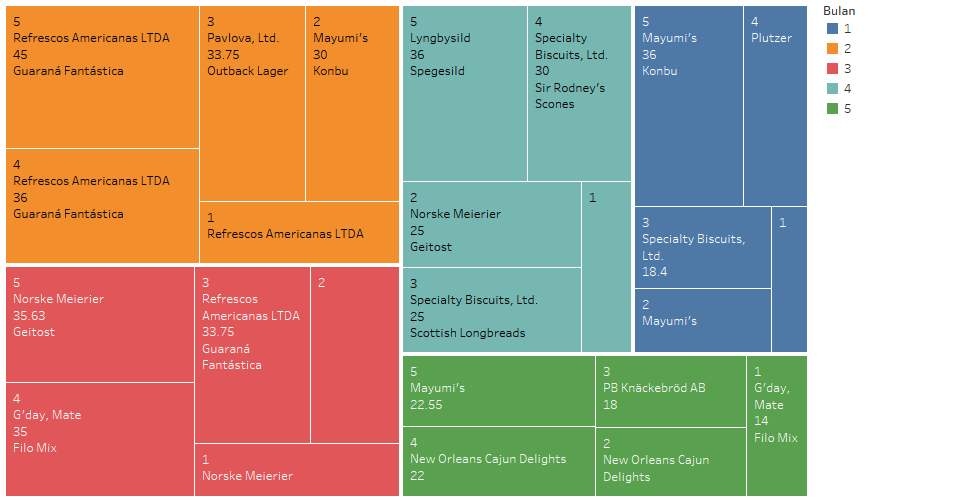 5
Refrescos Americanas LTDA
45
Guaraná Fantástica
3
Pavlova, Ltd.
33.75
Outback Lager
2
Mayumi's
30
Konbu
4
Refrescos Americanas LTDA
36
Guaraná Fantástica
1
Refrescos Americanas LTDA
5
Norske Meierier
35.63
Geitost
3
Refrescos
Americanas LTDA
33.75
Guaraná
Fantástica
2
4
G'day, Mate
35
Filo Mix
1
Norske Meierier
5
Lyngbysild
36
Spegesild
4
Specialty
Biscuits, Ltd.
30
Sir Rodney's
Scones
2
Norske Meierier
25
Geitost
1
3
Specialty Biscuits, Ltd.
25
Scottish Longbreads
5
Mayumi's
36
Konbu
4
Plutzer
3
Specialty Biscuits,
Ltd.
18.4
1
2
Mayumi's
5
Mayumi's
22.55
3
PB Knäckebröd AB
18
1
G'day,
Mate
14
Filo Mix
4
New Orleans Cajun Delights
22
2
New Orleans Cajun
Delights
Bulan
1
2
3
4
5